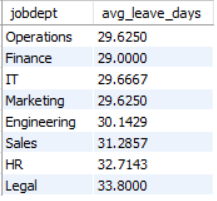 jobdept avg_leave_days
Operations 29.6250
Finance 29.0000
IT 29.6667
Marketing 29.6250
Engineering 30.1429
Sales 31.2857
HR 32.7143
Legal 33.8000